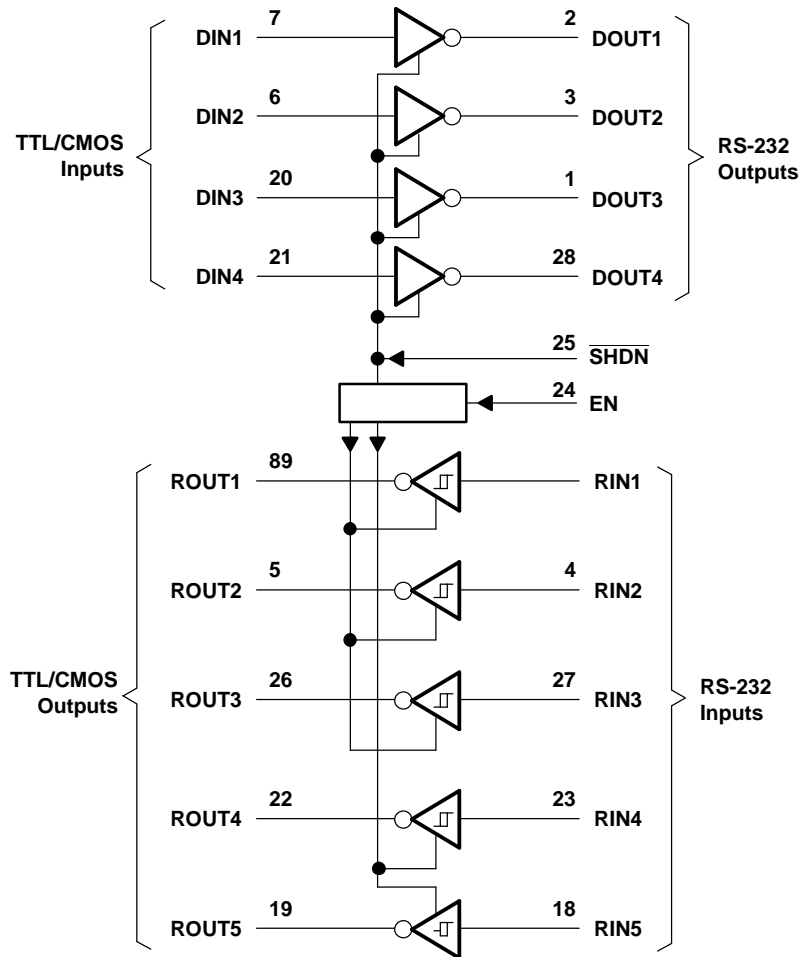 DIN1 7 2 DOUT1
DIN2 6 3 DOUT2
TTL/CMOS
Inputs
RS-232
Outputs
DIN3 20 1 DOUT3
DIN4 21 28 DOUT4
25 SHDN
24 EN
ROUT1 89 RIN1
ROUT2 5 4 RIN2
TTL/CMOS
Outputs
ROUT3 26 27 RIN3
RS-232
Inputs
ROUT4 22 23 RIN4
ROUT5 19 18 RIN5